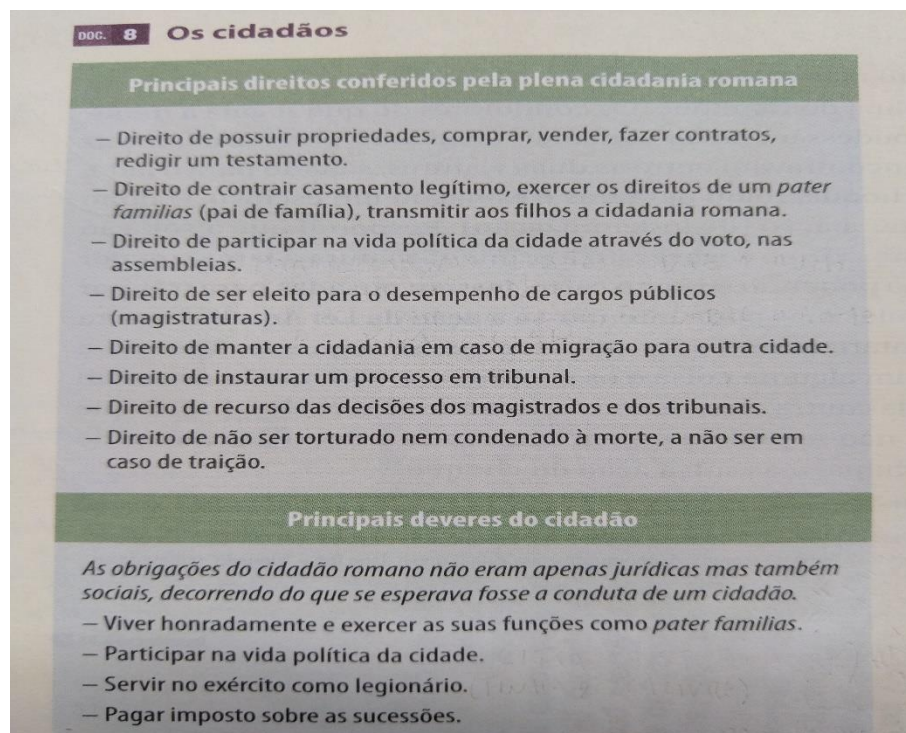 DOC. 8 Os cidadãos
Principais direitos conferidos pela plena cidadania romana
– Direito de possuir propriedades, comprar, vender, fazer contratos,
redigir um testamento.
– Direito de contrair casamento legítimo, exercer os direitos de um pater
familias (pai de família), transmitir aos filhos a cidadania romana.
– Direito de participar na vida política da cidade através do voto, nas
assembleias.
– Direito de ser eleito para o desempenho de cargos públicos
(magistraturas).
– Direito de manter a cidadania em caso de migração para outra cidade.
– Direito de instaurar um processo em tribunal.
– Direito de recurso das decisões dos magistrados e dos tribunais.
– Direito de não ser torturado nem condenado à morte, a não ser em
caso de traição.
Principais deveres do cidadão
As obrigações do cidadão romano não eram apenas jurídicas mas também
sociais, decorrendo do que se esperava fosse a conduta de um cidadão.
– Viver honradamente e exercer as suas funções como pater familias.
– Participar na vida política da cidade.
– Servir no exército como legionário.
– Pagar imposto sobre as sucessões.